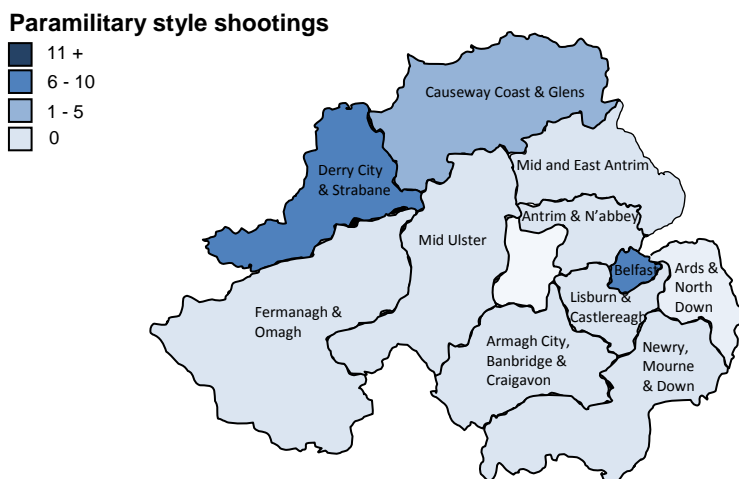 Paramilitary style shootings
11 +
6 - 10
1 - 5
0
Causeway Coast & Glens
Derry City
& Strabane
Mid and East Antrim
Antrim & N'abbey
Mid Ulster
Belfast
Ards &
North
Down
Lisburn &
Castlereagh
Fermanagh &
Omagh
Armagh City,
Banbridge &
Craigavon
Newry,
Mourne
& Down